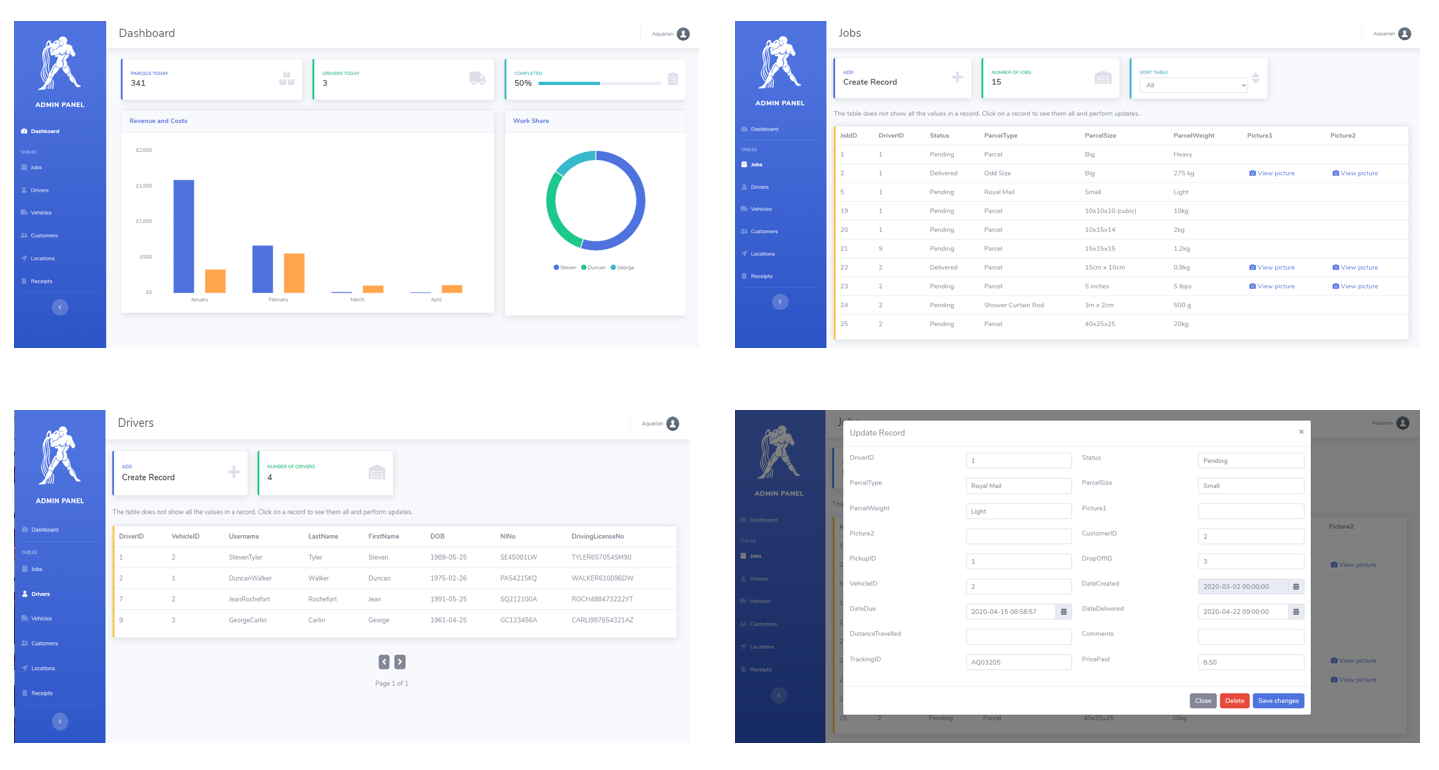 Dashboard
Aquarian
ADMIN PANEL
Dashboard
TABLES
Jobs
Drivers
Vehicles
Customers
Locations
Receipts
PARCELS TODAY
341
DRIVERS TODAY
3
COMPLETED
50%
Revenue and Costs
£2,000
£1,500
£1,000
£500
£0
January February March April
Work Share
Steven Duncan George
Jobs
Aquarian
ADMIN PANEL
Dashboard
TABLES
Jobs
Drivers
Vehicles
Customers
Locations
Receipts
ADD
Create Record
NUMBER OF JOBS
15
SORT TABLE
All
The table does not show all the values in a record. Click on a record to see them all and perform updates.
JobID DriverID Status ParcelType ParcelSize ParcelWeight Picture1 Picture2
1 1 Pending Parcel Big Heavy
2 1 Delivered Odd Size Big 275 kg View picture View picture
5 1 Pending Royal Mail Small Light
19 1 Pending Parcel 10x10x10 (cubic) 10kg
20 1 Pending Parcel 10x15x14 2kg
21 9 Pending Parcel 15x15x15 1.2kg
22 2 Delivered Parcel 15cm x 10cm 0.9kg View picture View picture
23 2 Pending Parcel 5 inches 5 lbps View picture View picture
24 2 Pending Shower Curtain Rod 3m x 2cm 500 g
25 2 Pending Parcel 40x25x25 20kg
Drivers
Aquarian
ADMIN PANEL
Dashboard
TABLES
Jobs
Drivers
Vehicles
Customers
Locations
Receipts
ADD
Create Record
NUMBER OF DRIVERS
4
The table does not show all the values in a record. Click on a record to see them all and perform updates.
DriverID VehicleID Username LastName FirstName DOB NINo DrivingLicenseNo
1 2 StevenTyler Tyler Steven 1989-05-25 SE45001LW TYLER657054SM9IJ
2 1 DuncanWalker Walker Duncan 1975-02-26 PA54215KQ WALKER610096DW
7 2 JeanRochefort Rochefort Jean 1991-05-25 SQ212100A ROCH488473222YT
9 3 GeorgeCarlin Carlin George 1961-04-25 GC123456A CARLI987654321AZ
Page 1 of 1
Aquarian
ADMIN PANEL
Dashboard
TABLES
Jobs
Drivers
Vehicles
Customers
Locations
Receipts
Update Record ×
DriverID 1 Status Pending
ParcelType Royal Mail ParcelSize Small
ParcelWeight Light Picture1
Picture2 CustomerID 2
PickupID 1 DropOffID 3
VehicleID 2 DateCreated 2020-03-02 00:00:00
DateDue 2020-04-15 08:58:57 DateDelivered 2020-04-22 09:00:00
DistanceTravelled Comments
TrackingID AQ03205 PricePaid 8.50
Close Delete Save changes
Picture2
View picture
View picture
View picture
25 2 Pending Parcel 40x25x25 20kg